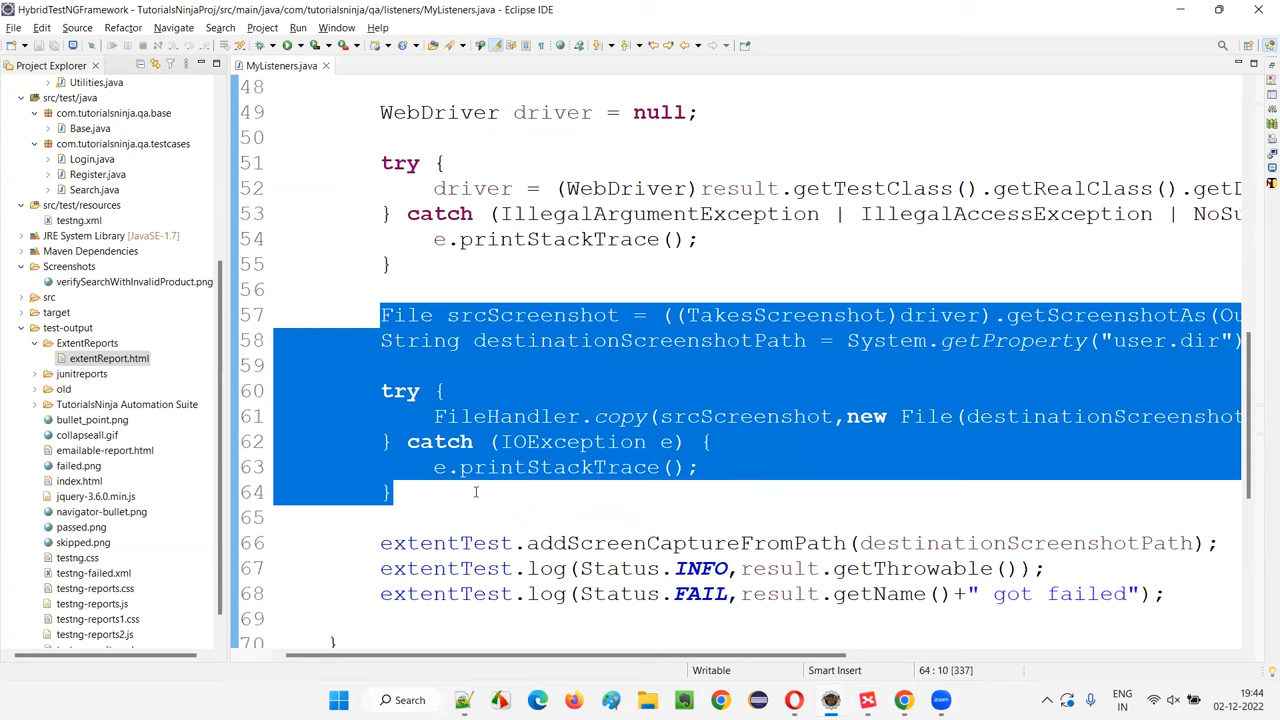 HybridTestNGFramework - TutorialsNinjaProj/src/main/java/com/tutorialsninja/qa/listeners/MyListeners.java - Eclipse IDE
File Edit Source Refactor Navigate Search Project Run Window Help
Project Explorer
MyListeners.java
Utilities.java
src/test/java
com.tutorialsninja.qa.base
Base.java
com.tutorialsninja.qa.testcases
Login.java
Register.java
Search.java
src/test/resources
testng.xml
JRE System Library [JavaSE-1.7]
Maven Dependencies
Screenshots
verifySearchWithInvalidProduct.png
src
target
test-output
ExtentReports
extentReport.html
junitreports
old
TutorialsNinja Automation Suite
bullet_point.png
collapseall.gif
emailable-report.html
failed.png
index.html
jquery-3.6.0.min.js
navigator-bullet.png
passed.png
skipped.png
testng.css
testng-failed.xml
testng-reports.css
testng-reports.js
testng-reports1.css
testng-reports2.js
48
49 WebDriver driver = null;
50
51 try {
52 driver = (WebDriver)result.getTestClass().getRealClass().getD
53 } catch (IllegalArgumentException | IllegalAccessException | NoSu
54 e.printStackTrace();
55 }
56
57 File srcScreenshot = ((TakesScreenshot)driver).getScreenshotAs(Ou
58 String destinationScreenshotPath = System.getProperty("user.dir")
59
60 try {
61 FileHandler.copy(srcScreenshot,new File(destinationScreenshot
62 } catch (IOException e) {
63 e.printStackTrace();
64 }
65
66 extentTest.addScreenCaptureFromPath(destinationScreenshotPath);
67 extentTest.log(Status.INFO,result.getThrowable());
68 extentTest.log(Status.FAIL,result.getName()+" got failed");
69
70 }
Writable Smart Insert 64 : 10 [337]
Search
zoom
ENG
IN
19:44
02-12-2022